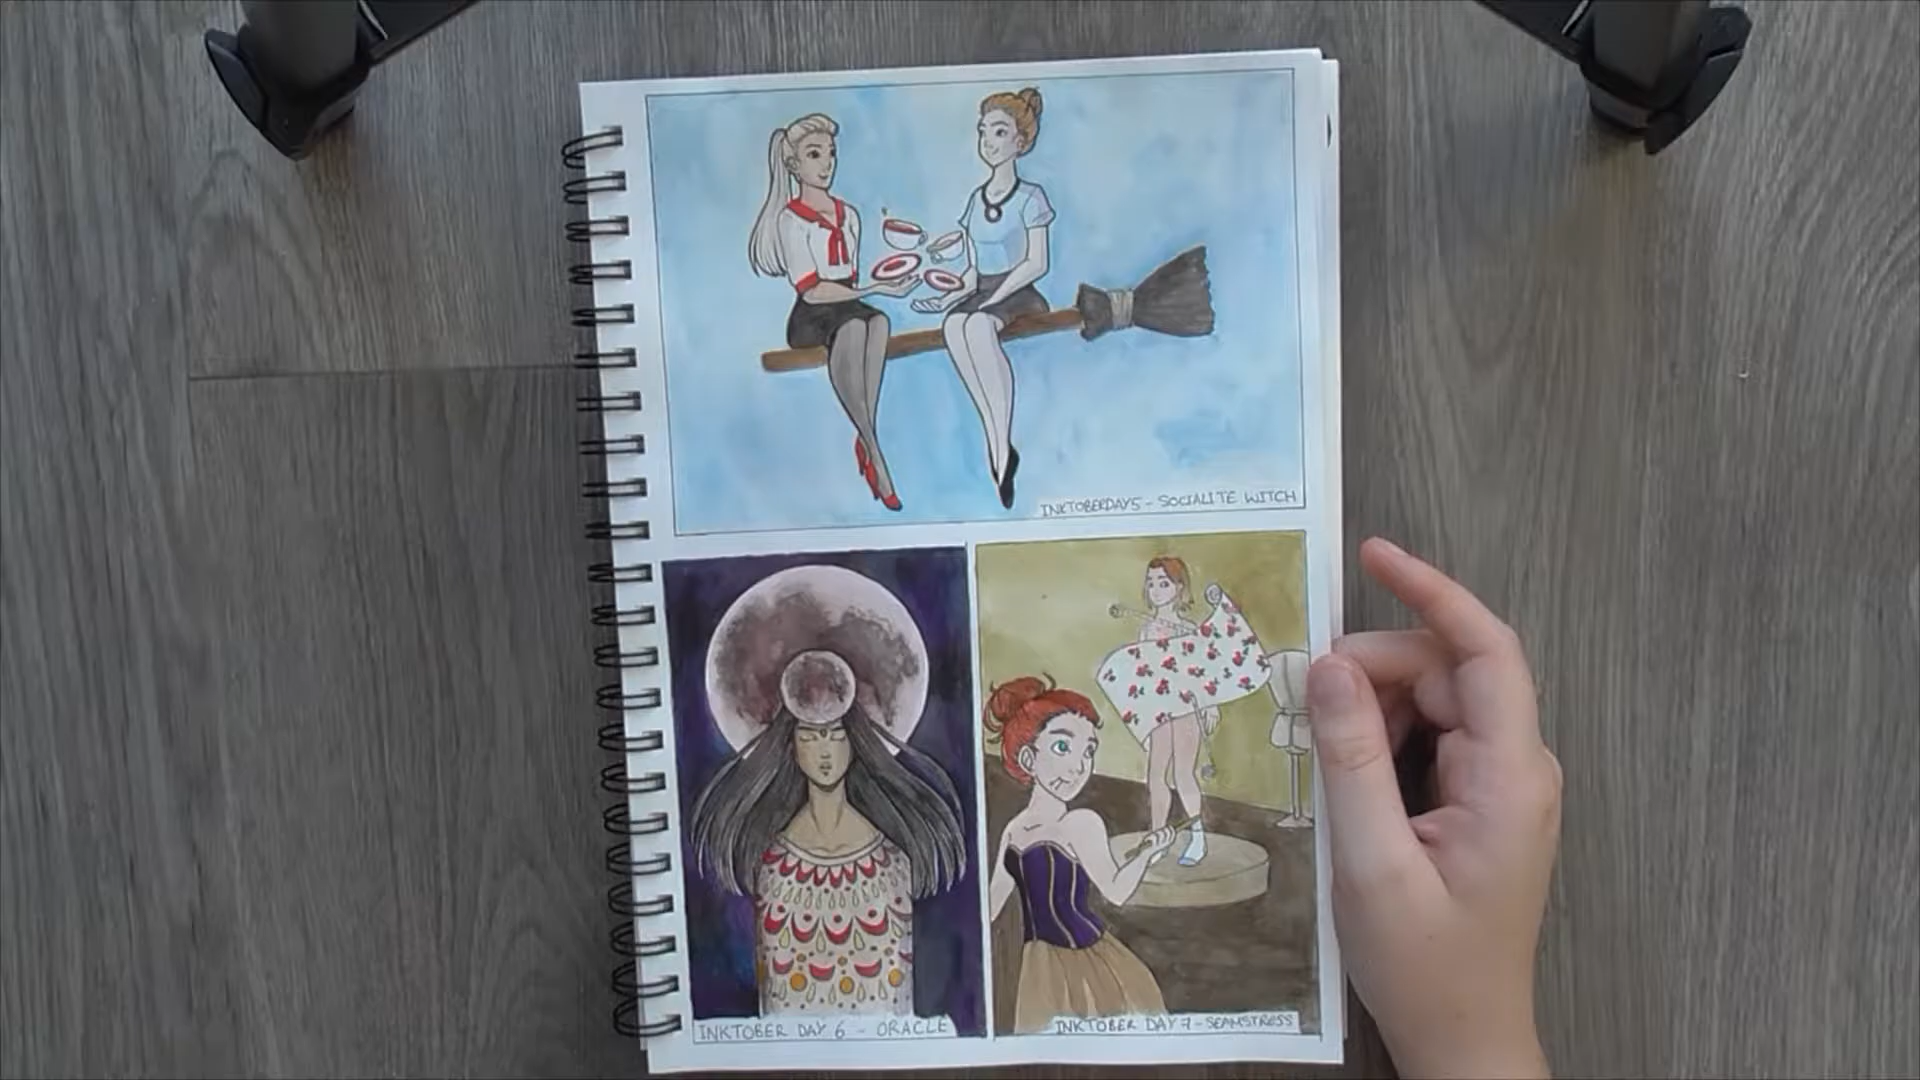 INKTOBERDAY5 - SOCIALITE WITCH
INKTOBER DAY 6 - ORACLE
INKTOBER DAY 7 - SEAMSTRESS